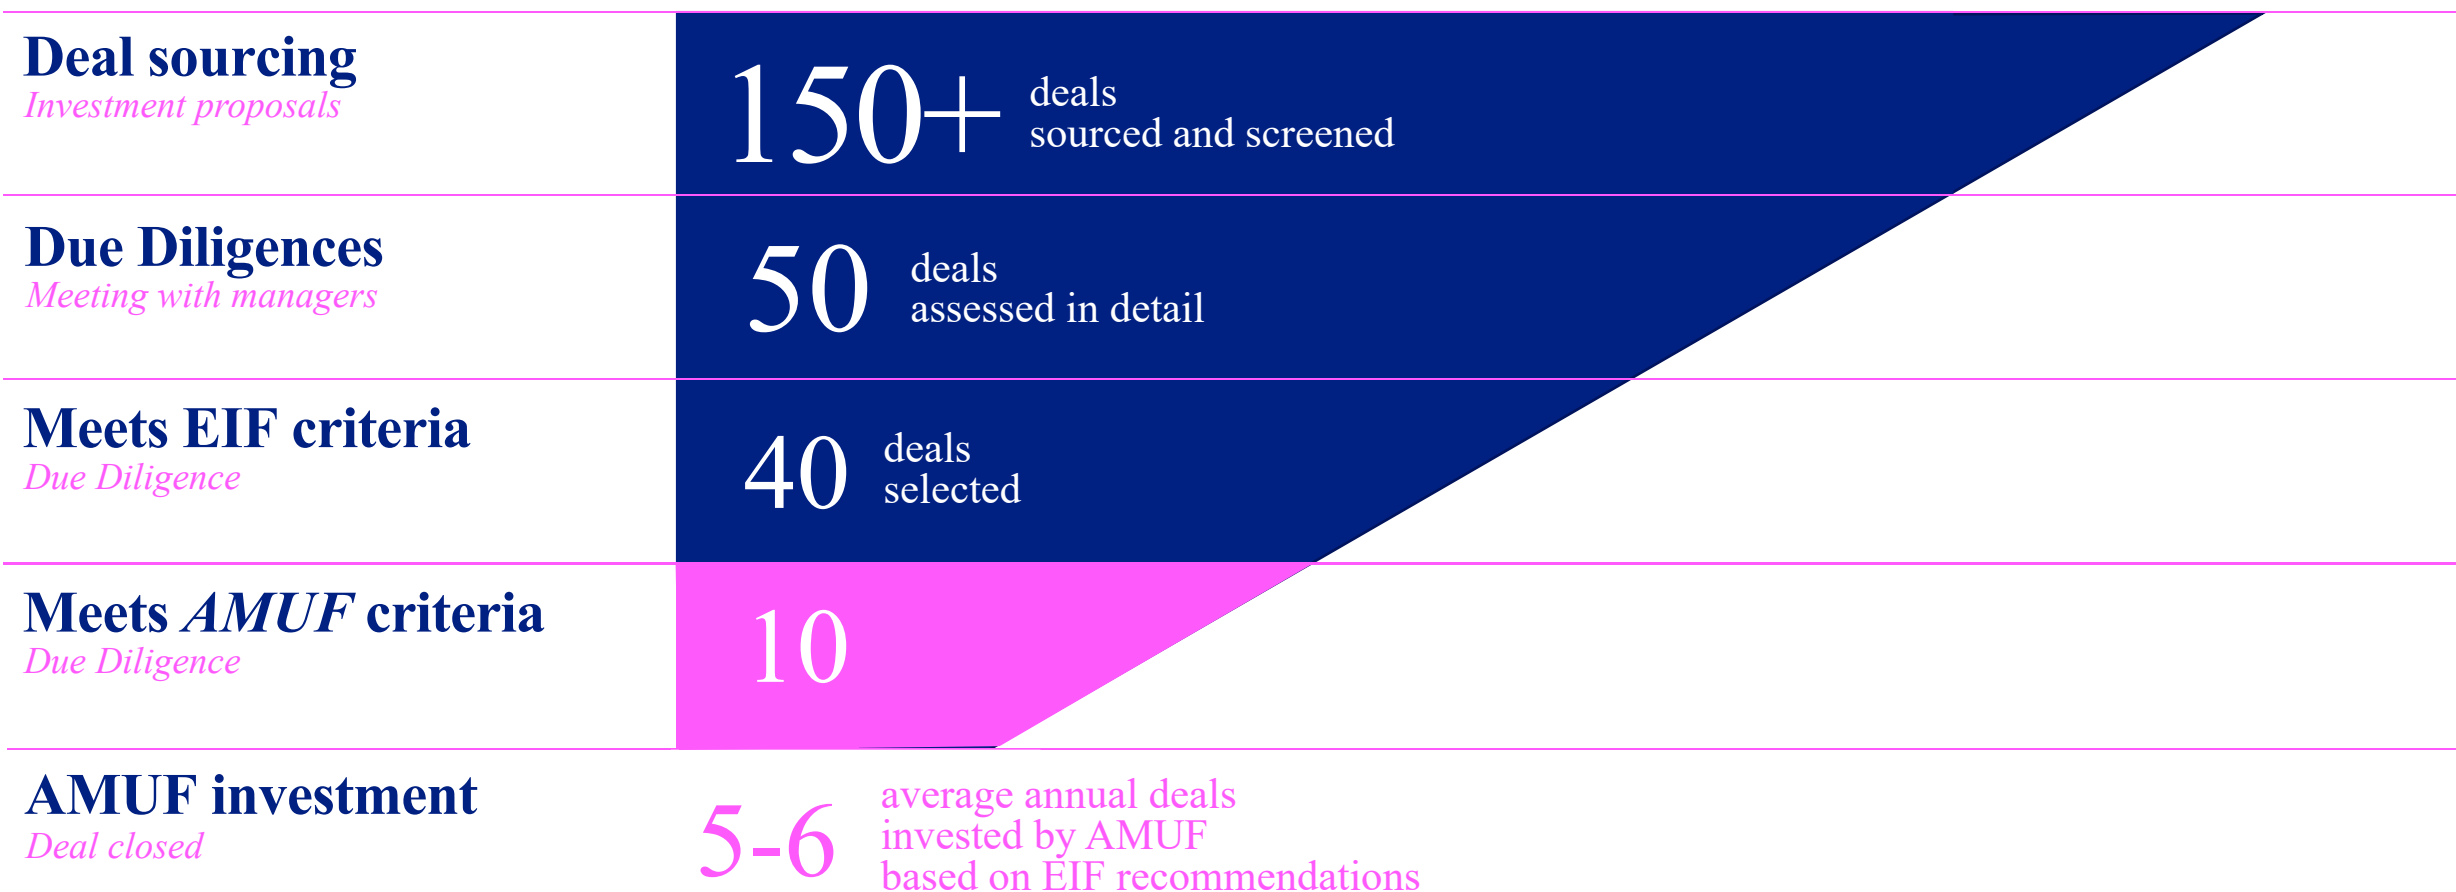 Deal sourcing
Investment proposals
150+
deals
sourced and screened
Due Diligences
Meeting with managers
50
deals
assessed in detail
Meets EIF criteria
Due Diligence
40
deals
selected
Meets AMUF criteria
Due Diligence
10
AMUF investment
Deal closed
5-6
average annual deals
invested by AMUF
based on EIF recommendations